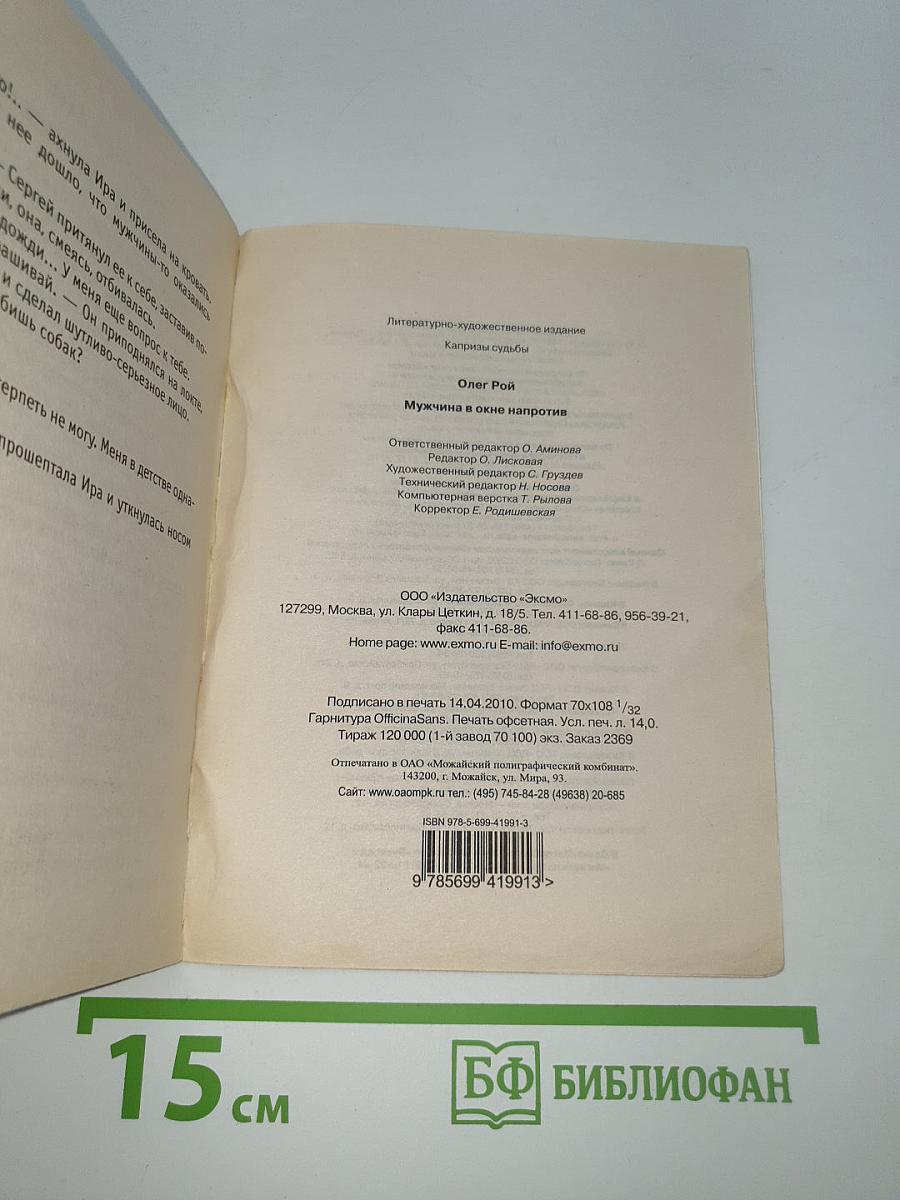 ахнула Ира и присела на кровать.
нее дошло, что мужчины-то оказались
— Сергей притянул ее к себе, заставив по-
она, смеясь, отбивалась.
У меня еще вопрос к тебе.
— Он приподнялся на локте,
и сделал шутливо-серьезное лицо.
собак?
терпеть не могу. Меня в детстве одна-
прошептала Ира и уткнулась носом
Литературно-художественное издание
Капризы судьбы
Олег Рой
Мужчина в окне напротив
Ответственный редактор О. Аминова
Редактор О. Лисковая
Художественный редактор С. Груздев
Технический редактор Н. Носова
Компьютерная верстка Т. Рылова
Корректор Е. Родишевская
ООО «Издательство «Эксмо»
127299, Москва, ул. Клары Цеткин, д. 18/5. Тел. 411-68-86, 956-39-21,
факс 411-68-86.
Home page: www.exmo.ru E-mail: info@exmo.ru
Подписано в печать 14.04.2010. Формат 70x108 1/32
Гарнитура OfficinaSans. Печать офсетная. Усл. печ. л. 14,0.
Тираж 120 000 (1-й завод 70 100) экз. Заказ 2369
Отпечатано в ОАО «Можайский полиграфический комбинат».
143200, г. Можайск, ул. Мира, 93.
Сайт: www.oaompk.ru тел.: (495) 745-84-28 (49638) 20-685
ISBN 978-5-699-41991-3
9 785699 419913 >
15 см
БФ БИБЛИОФАН